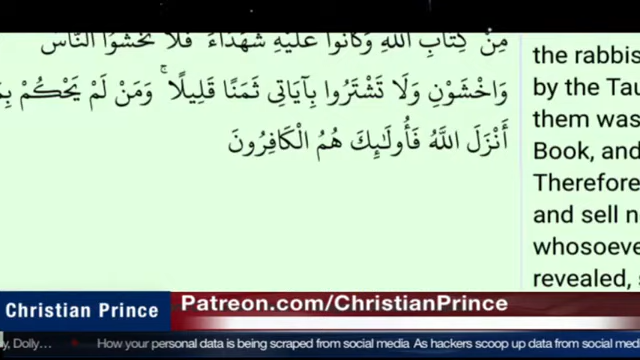 مِنْ كِتَابِ اللَّهِ وَكَانُوا عَلَيْهِ شُهَدَاءَ ۚ فَلَا تَخْشَوُا النَّاسَ
وَاخْشَوْنِ وَلَا تَشْتَرُوا بِآيَاتِي ثَمَنًا قَلِيلًا ۚ وَمَنْ لَمْ يَحْكُمْ
أَنْزَلَ اللَّهُ فَأُولَٰئِكَ هُمُ الْكَافِرُونَ
the rabbis
by the
them was
Book, and
Therefore
and sell
whosoeve
revealed,
Christian Prince
Patreon.com/ChristianPrince
y, Dolly… How your personal data is being scraped from social media As hackers scoop up data from social med